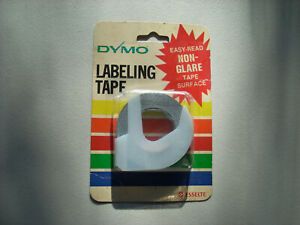 DYMO
LABELING
TAPE
EASY-READ
NON-
GLARE
TAPE
SURFACE
ESSELTE